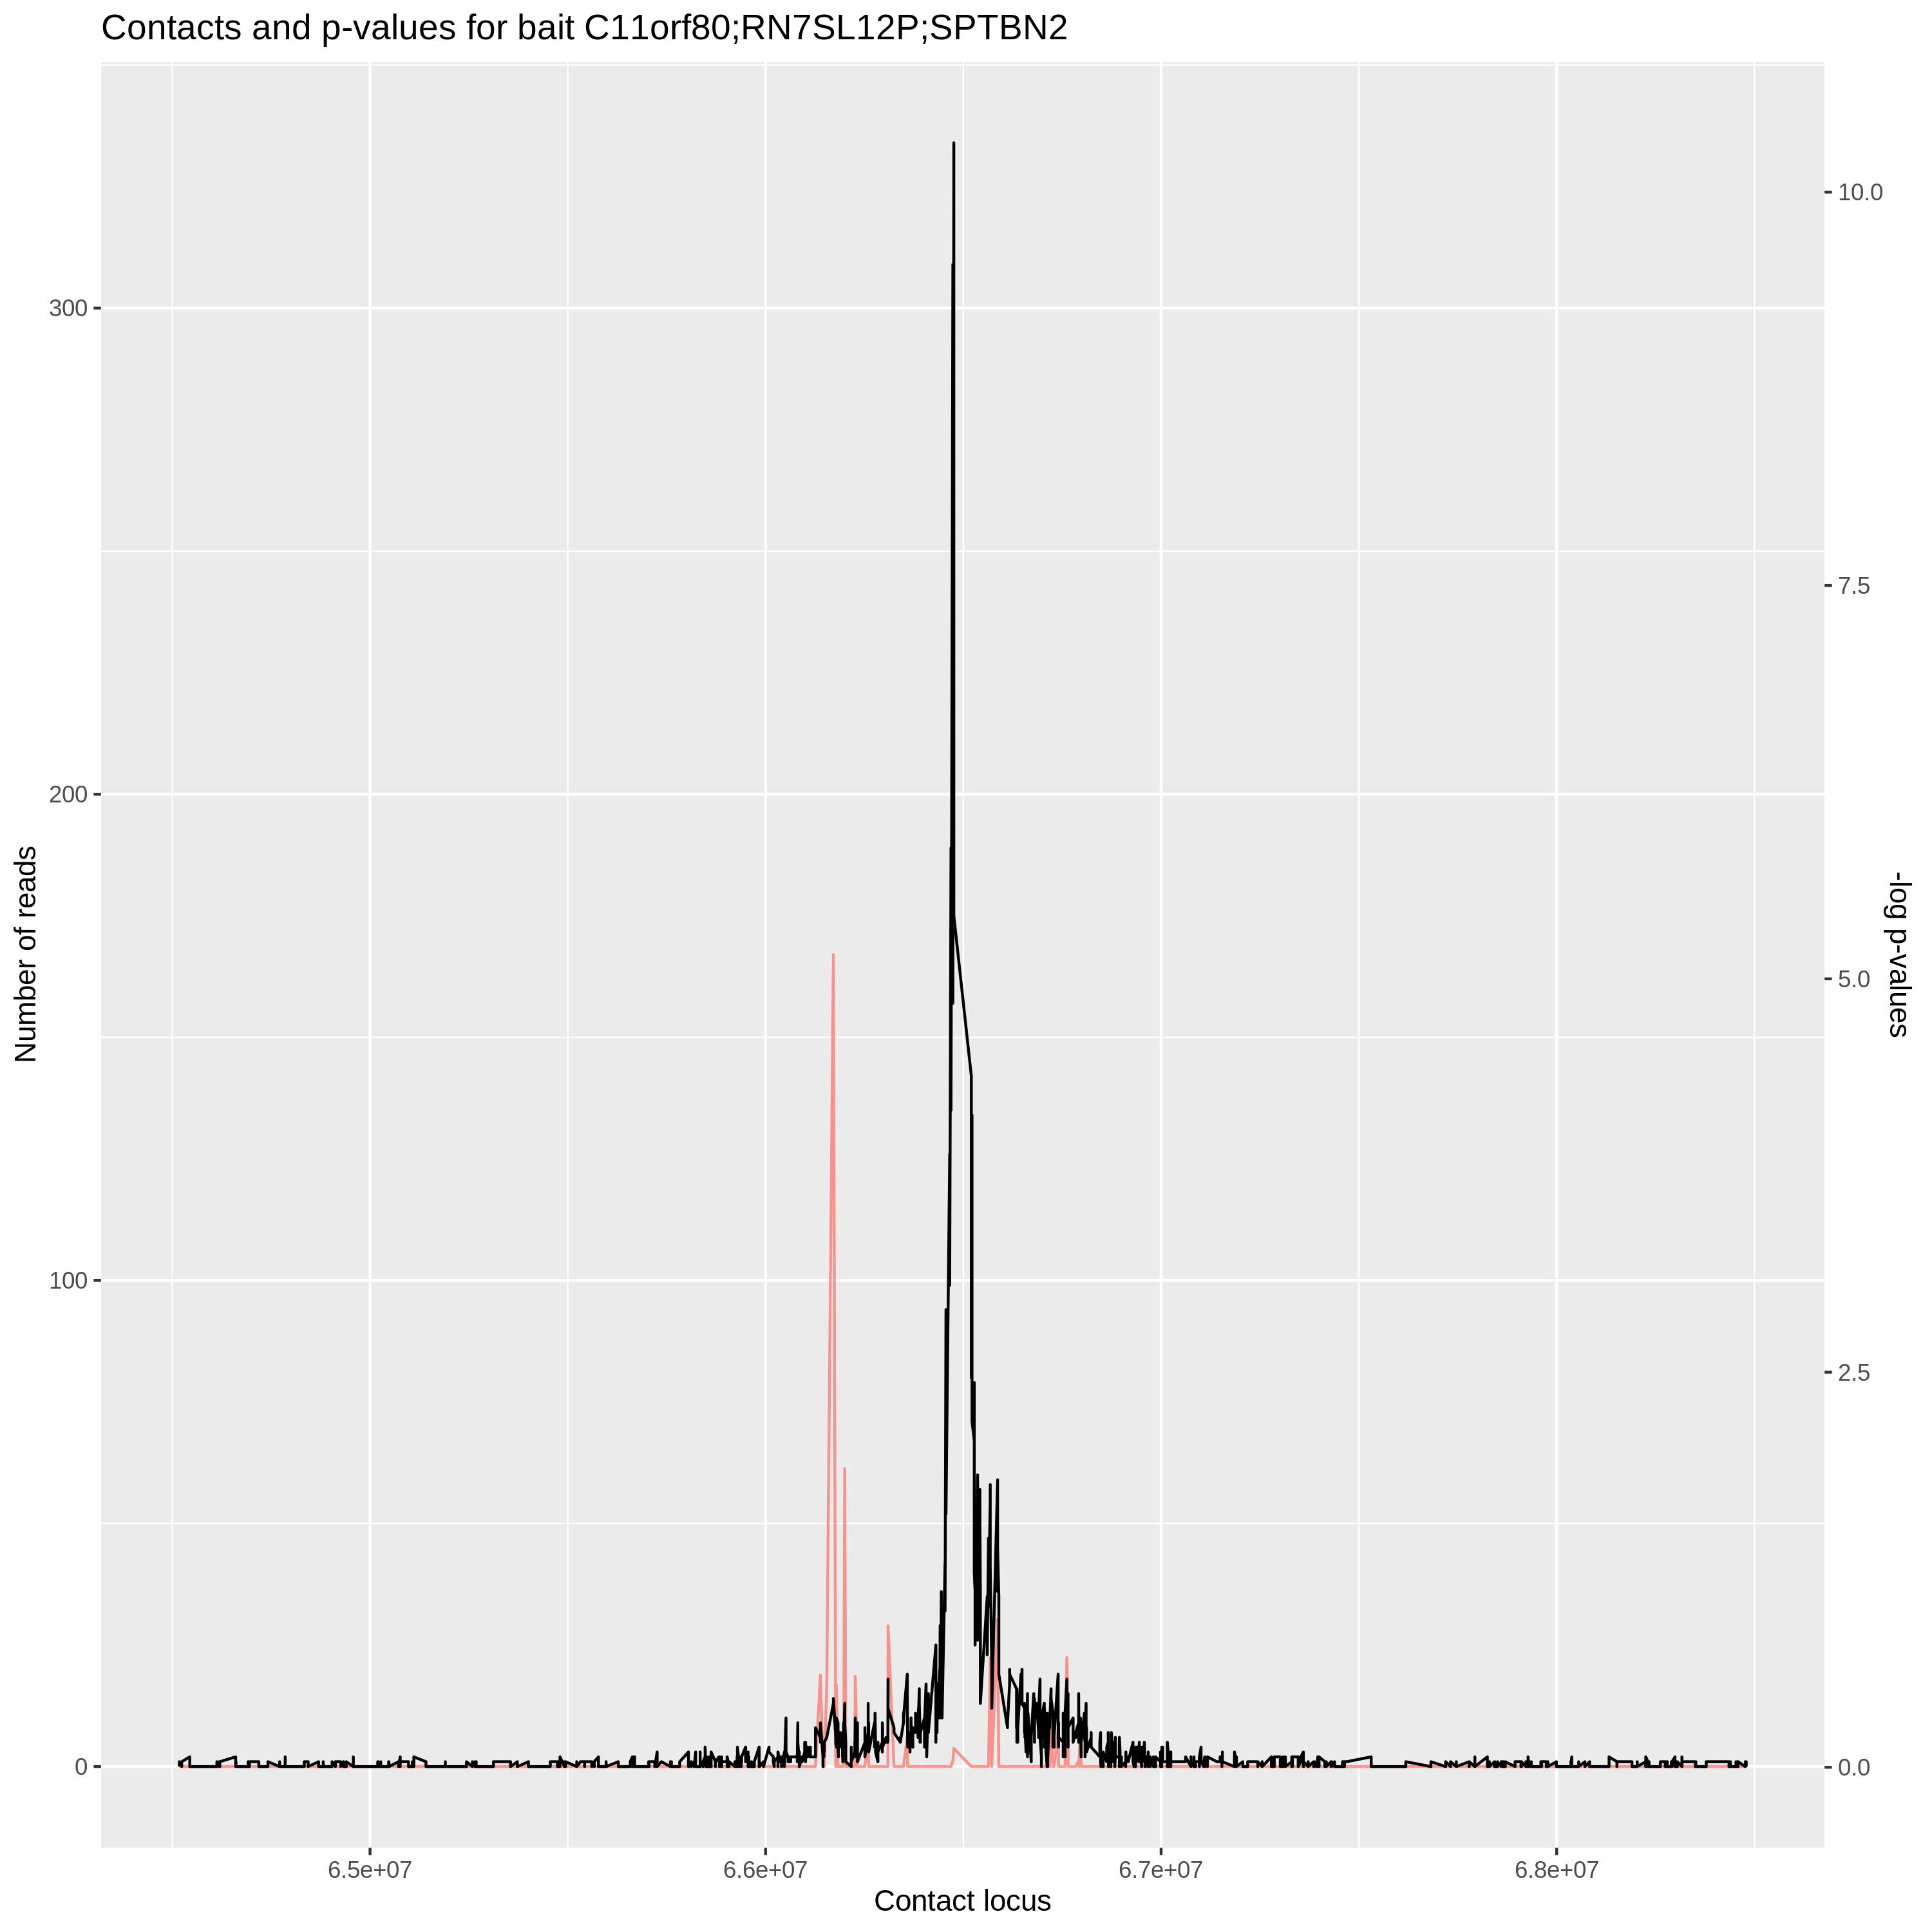 Contacts and p-values for bait C11orf80;RN7SL12P;SPTBN2
Number of reads
300
200
100
0
10.0
7.5
5.0
2.5
0.0
-log p-values
6.5e+07 6.6e+07 6.7e+07 6.8e+07
Contact locus